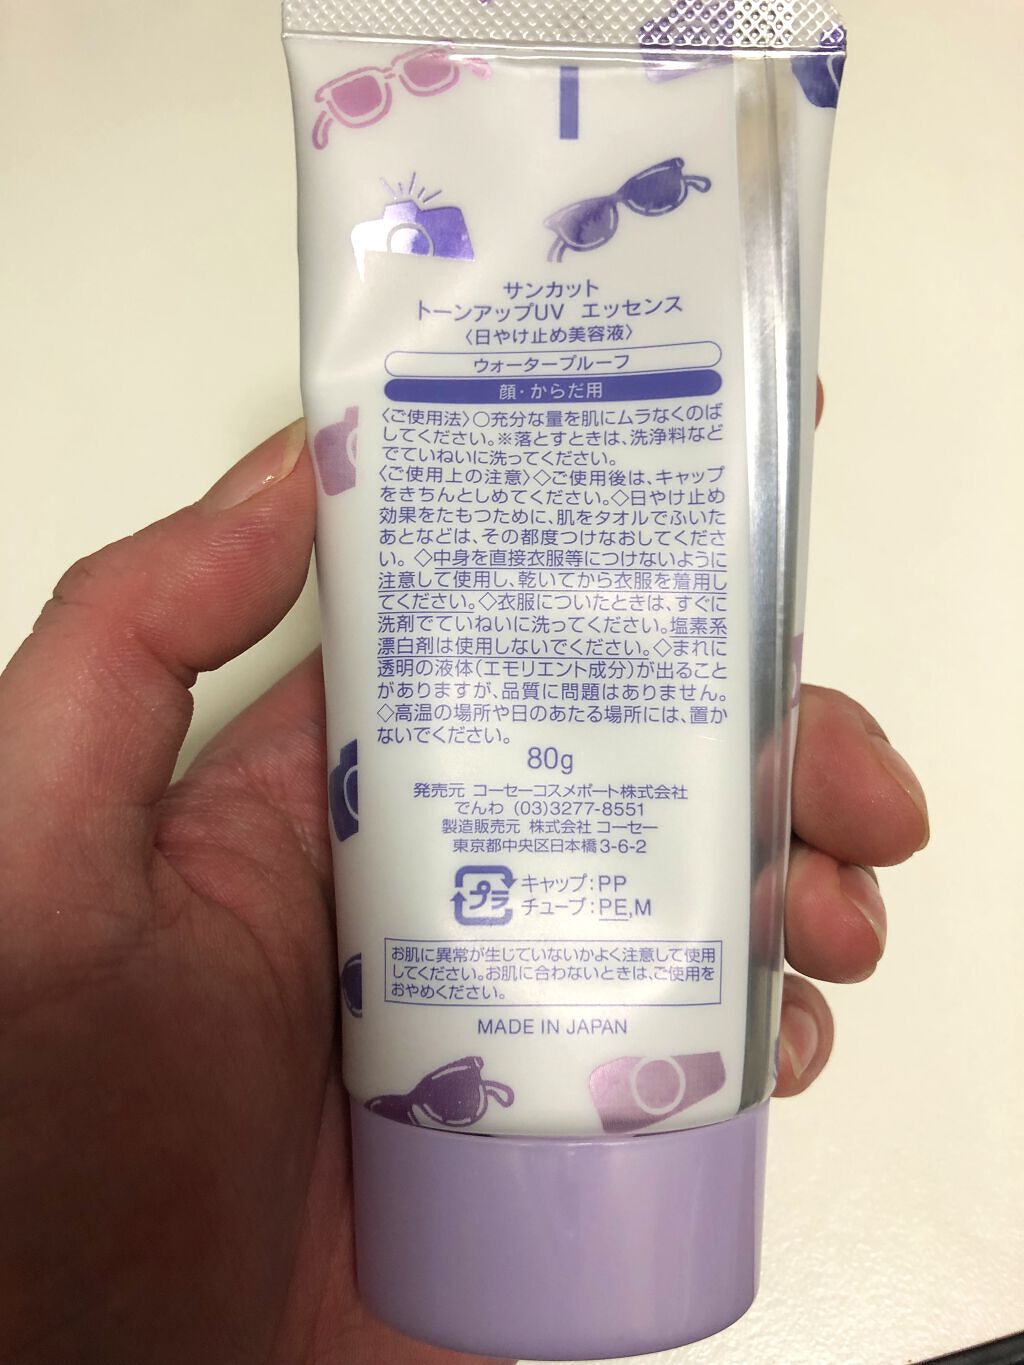 サンカット
トーンアップUV エッセンス
〈日やけ止め美容液〉
ウォータープルーフ
顔・からだ用
〈ご使用法〉○充分な量を肌にムラなくのば
してください。※落とすときは、洗浄料など
でていねいに洗ってください。
〈ご使用上の注意〉◇ご使用後は、キャップ
をきちんとしめてください。◇日やけ止め
効果をたもつために、肌をタオルでふいた
あとなどは、その都度つけなおしてくださ
い。◇中身を直接衣服等につけないように
注意して使用し、乾いてから衣服を着用し
てください。◇衣服についたときは、すぐに
洗剤でていねいに洗ってください。塩素系
漂白剤は使用しないでください。◇まれに
透明の液体(エモリエント成分)が出ること
がありますが、品質に問題はありません。
◇高温の場所や日のあたる場所には、置か
ないでください。
80g
発売元 コーセーコスメポート株式会社
でんわ (03)3277-8551
製造販売元 株式会社 コーセー
東京都中央区日本橋3-6-2
プラ
キャップ:PP
チューブ:PE,M
お肌に異常が生じていないかよく注意して使用
してください。お肌に合わないときは、ご使用を
おやめください。
MADE IN JAPAN